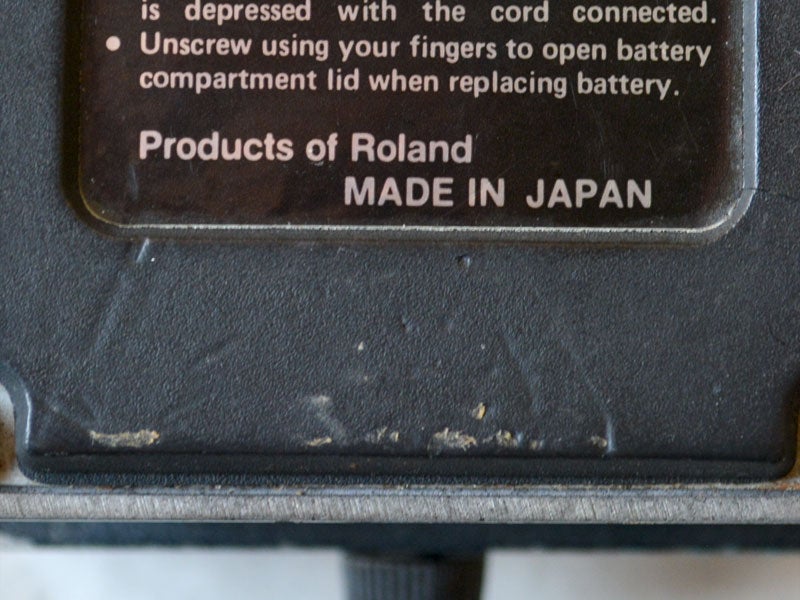 is depressed with the cord connected.
• Unscrew using your fingers to open battery
compartment lid when replacing battery.
Products of Roland
MADE IN JAPAN